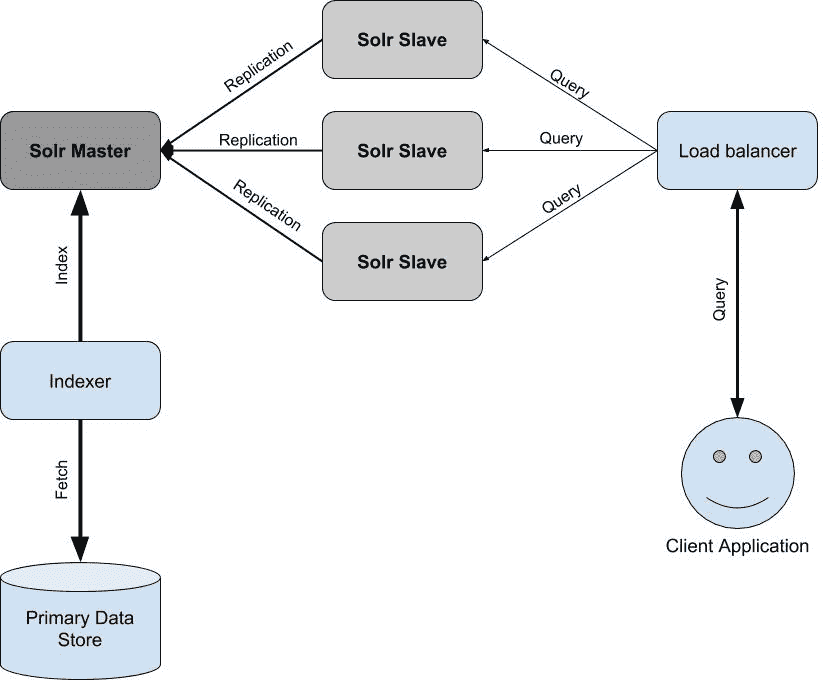 Solr Slave
Replication
Query
Solr Master
Replication
Solr Slave
Query
Load balancer
Replication
Query
Solr Slave
Index
Query
Indexer
Fetch
Client Application
Primary Data
Store